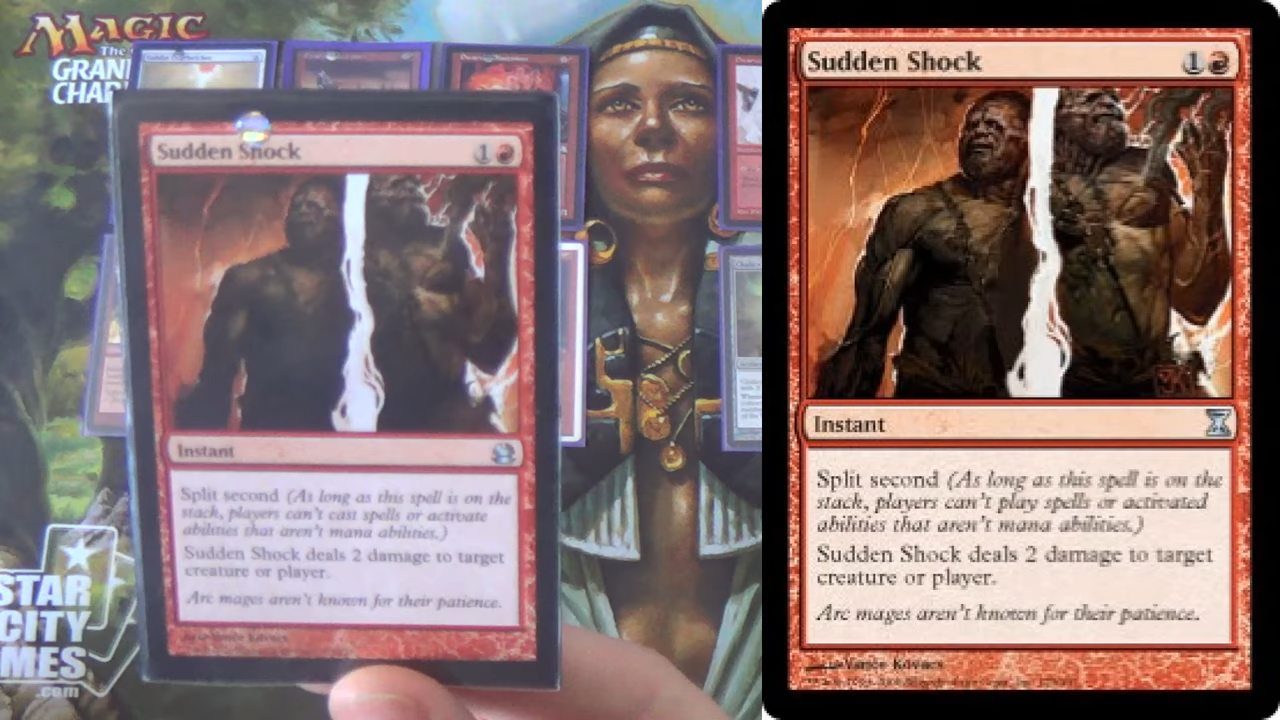 MAGIC
The
GRAN
CHA
Sudden Shock
1
Instant
Split second (As long as this spell is on the
stack, players can't cast spells or activate
abilities that aren't mana abilities.)
Sudden Shock deals 2 damage to target
creature or player.
Arc mages aren't known for their patience.
Vance Kovacs
STAR
CITY
MES
.com
Sudden Shock
1
Instant
Split second (As long as this spell is on the
stack, players can't play spells or activated
abilities that aren't mana abilities.)
Sudden Shock deals 2 damage to target
creature or player.
Arc mages aren't known for their patience.
Vance Kovacs